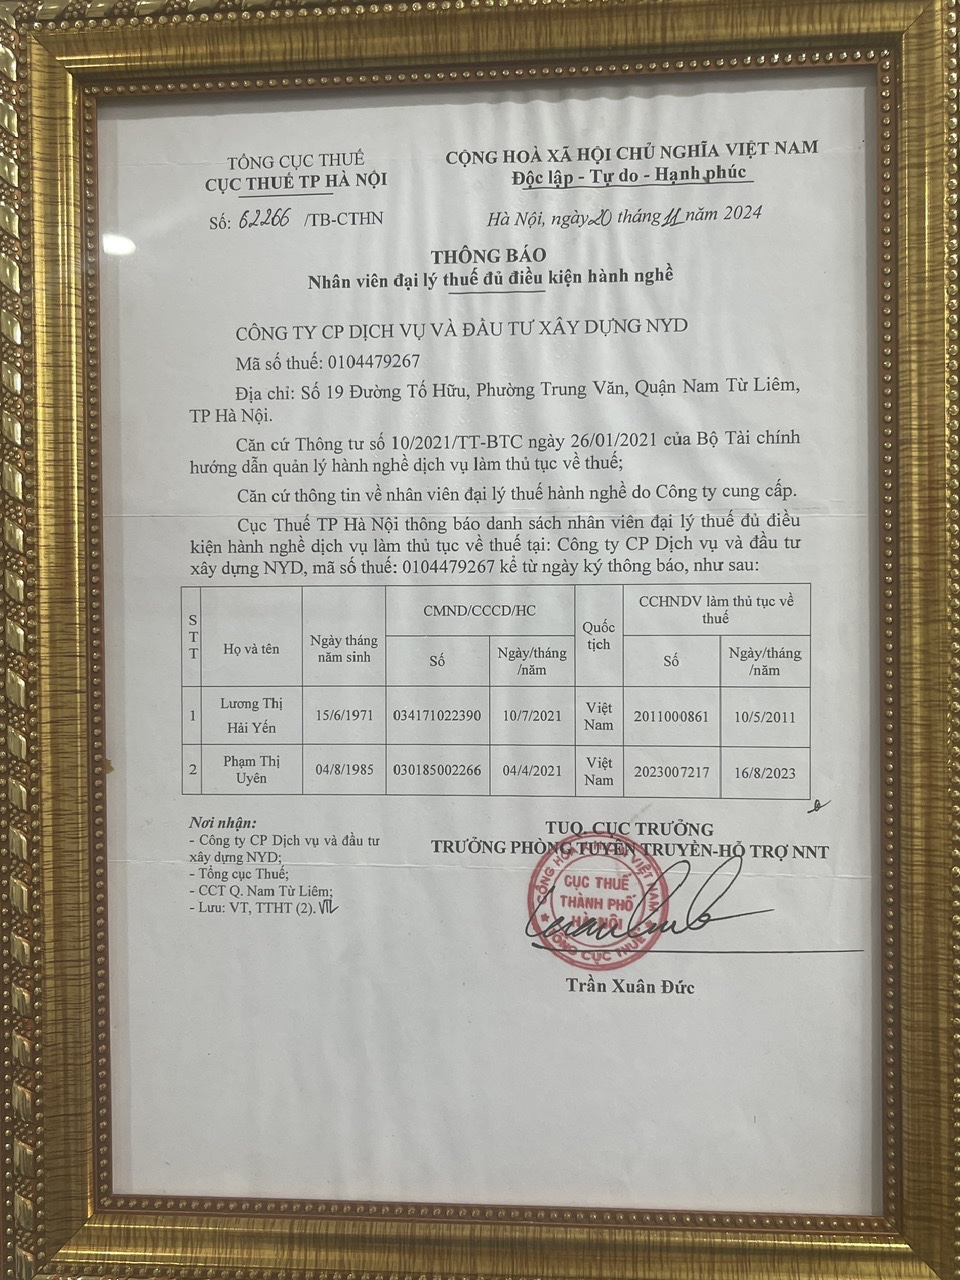 TỔNG CỤC THUẾ
CỤC THUẾ TP HÀ NỘI
Số: 62266 /TB-CTHN
CỘNG HOÀ XÃ HỘI CHỦ NGHĨA VIỆT NAM
Độc lập - Tự do - Hạnh phúc
Hà Nội, ngày 20 tháng 11 năm 2024
THÔNG BÁO
Nhân viên đại lý thuế đủ điều kiện hành nghề
CÔNG TY CP DỊCH VỤ VÀ ĐẦU TƯ XÂY DỰNG NYD
Mã số thuế: 0104479267
Địa chỉ: Số 19 Đường Tố Hữu, Phường Trung Văn, Quận Nam Từ Liêm,
TP Hà Nội.
Căn cứ Thông tư số 10/2021/TT-BTC ngày 26/01/2021 của Bộ Tài chính
hướng dẫn quản lý hành nghề dịch vụ làm thủ tục về thuế;
Căn cứ thông tin về nhân viên đại lý thuế hành nghề do Công ty cung cấp.
Cục Thuế TP Hà Nội thông báo danh sách nhân viên đại lý thuế đủ điều
kiện hành nghề dịch vụ làm thủ tục về thuế tại: Công ty CP Dịch vụ và đầu tư
xây dựng NYD, mã số thuế: 0104479267 kể từ ngày ký thông báo, như sau:
STT
Họ và tên
Ngày tháng
năm sinh
CMND/CCCD/HC
Số
Ngày/tháng
/năm
Quốc
tịch
CCHNDV làm thủ tục về
thuế
Số
Ngày/tháng
/năm
1
Lương Thị
Hải Yến
15/6/1971
034171022390
10/7/2021
Việt
Nam
2011000861
10/5/2011
2
Phạm Thị
Uyên
04/8/1985
030185002266
04/4/2021
Việt
Nam
2023007217
16/8/2023
Nơi nhận:
- Công ty CP Dịch vụ và đầu tư
xây dựng NYD;
- Tổng cục Thuế;
- CCT Q. Nam Từ Liêm;
- Lưu: VT, TTHT (2).
TUQ. CỤC TRƯỞNG
TRƯỞNG PHÒNG TUYÊN TRUYỀN-HỖ TRỢ NNT
CỤC THUẾ
THÀNH PHỐ
HÀ NỘI
TỔNG CỤC THUẾ
Trần Xuân Đức